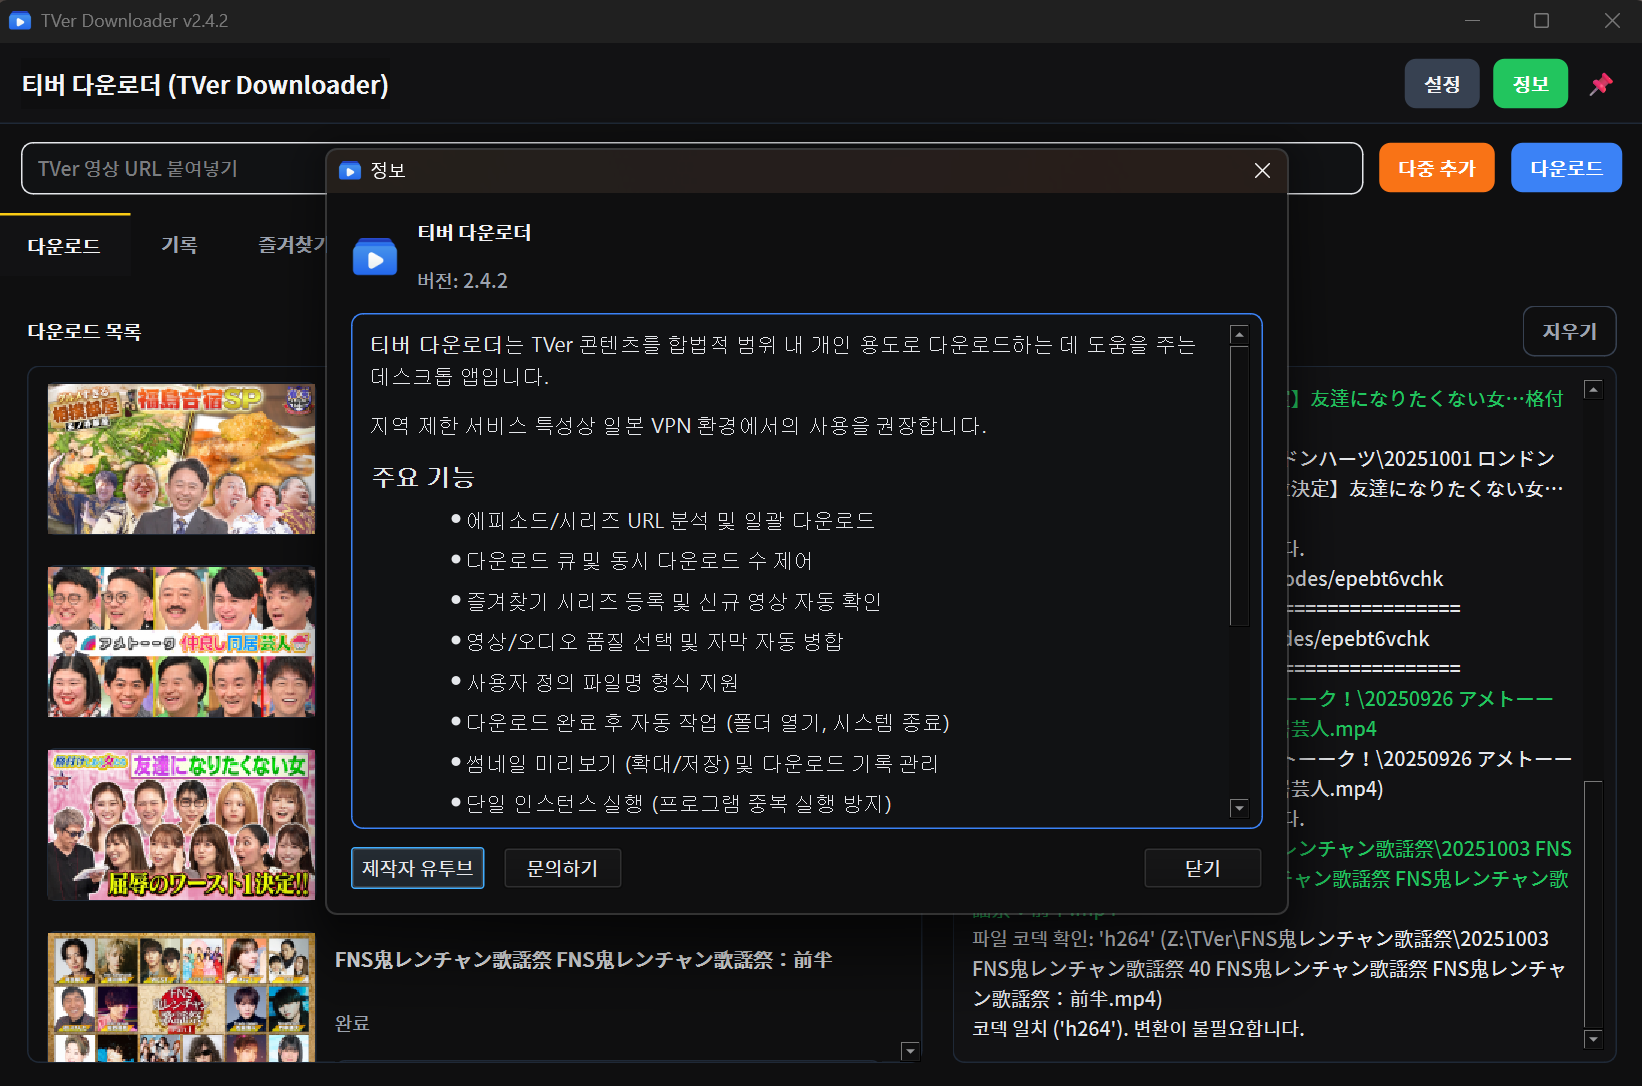 TVer Downloader v2.4.2
티버 다운로더 (TVer Downloader)
설정
정보
TVer 영상 URL 붙여넣기
다중 추가
다운로드
다운로드
기록
즐겨찾기
다운로드 목록
지우기
정보
티버 다운로더
버전: 2.4.2
티버 다운로더는 TVer 콘텐츠를 합법적 범위 내 개인 용도로 다운로드하는 데 도움을 주는
데스크톱 앱입니다.
지역 제한 서비스 특성상 일본 VPN 환경에서의 사용을 권장합니다.
주요 기능
• 에피소드/시리즈 URL 분석 및 일괄 다운로드
• 다운로드 큐 및 동시 다운로드 수 제어
• 즐겨찾기 시리즈 등록 및 신규 영상 자동 확인
• 영상/오디오 품질 선택 및 자막 자동 병합
• 사용자 정의 파일명 형식 지원
• 다운로드 완료 후 자동 작업 (폴더 열기, 시스템 종료)
• 썸네일 미리보기 (확대/저장) 및 다운로드 기록 관리
• 단일 인스턴스 실행 (프로그램 중복 실행 방지)
제작자 유튜브
문의하기
닫기
相撲部屋
福島合宿SP
アメトーーク
仲良し同居芸人
友達になりたくない女
屈辱のワースト1決定!!
FNS
鬼レンチャン
歌謡祭
FNS鬼レンチャン歌謡祭 FNS鬼レンチャン歌謡祭：前半
완료
】友達になりたくない女…格付
ドンハーツ\20251001 ロンドン
決定】友達になりたくない女…
다.
odes/epebt6vchk
================
des/epebt6vchk
================
ーーク！\20250926 アメトーー
芸人.mp4
ーーク！\20250926 アメトーー
芸人.mp4)
다.
レンチャン歌謡祭\20251003 FNS
チャン歌謡祭 FNS鬼レンチャン歌
파일 코덱 확인: 'h264' (Z:\TVer\FNS鬼レンチャン歌謡祭\20251003
FNS鬼レンチャン歌謡祭 40 FNS鬼レンチャン歌謡祭 FNS鬼レンチャ
ン歌謡祭：前半.mp4)
코덱 일치 ('h264'). 변환이 불필요합니다.